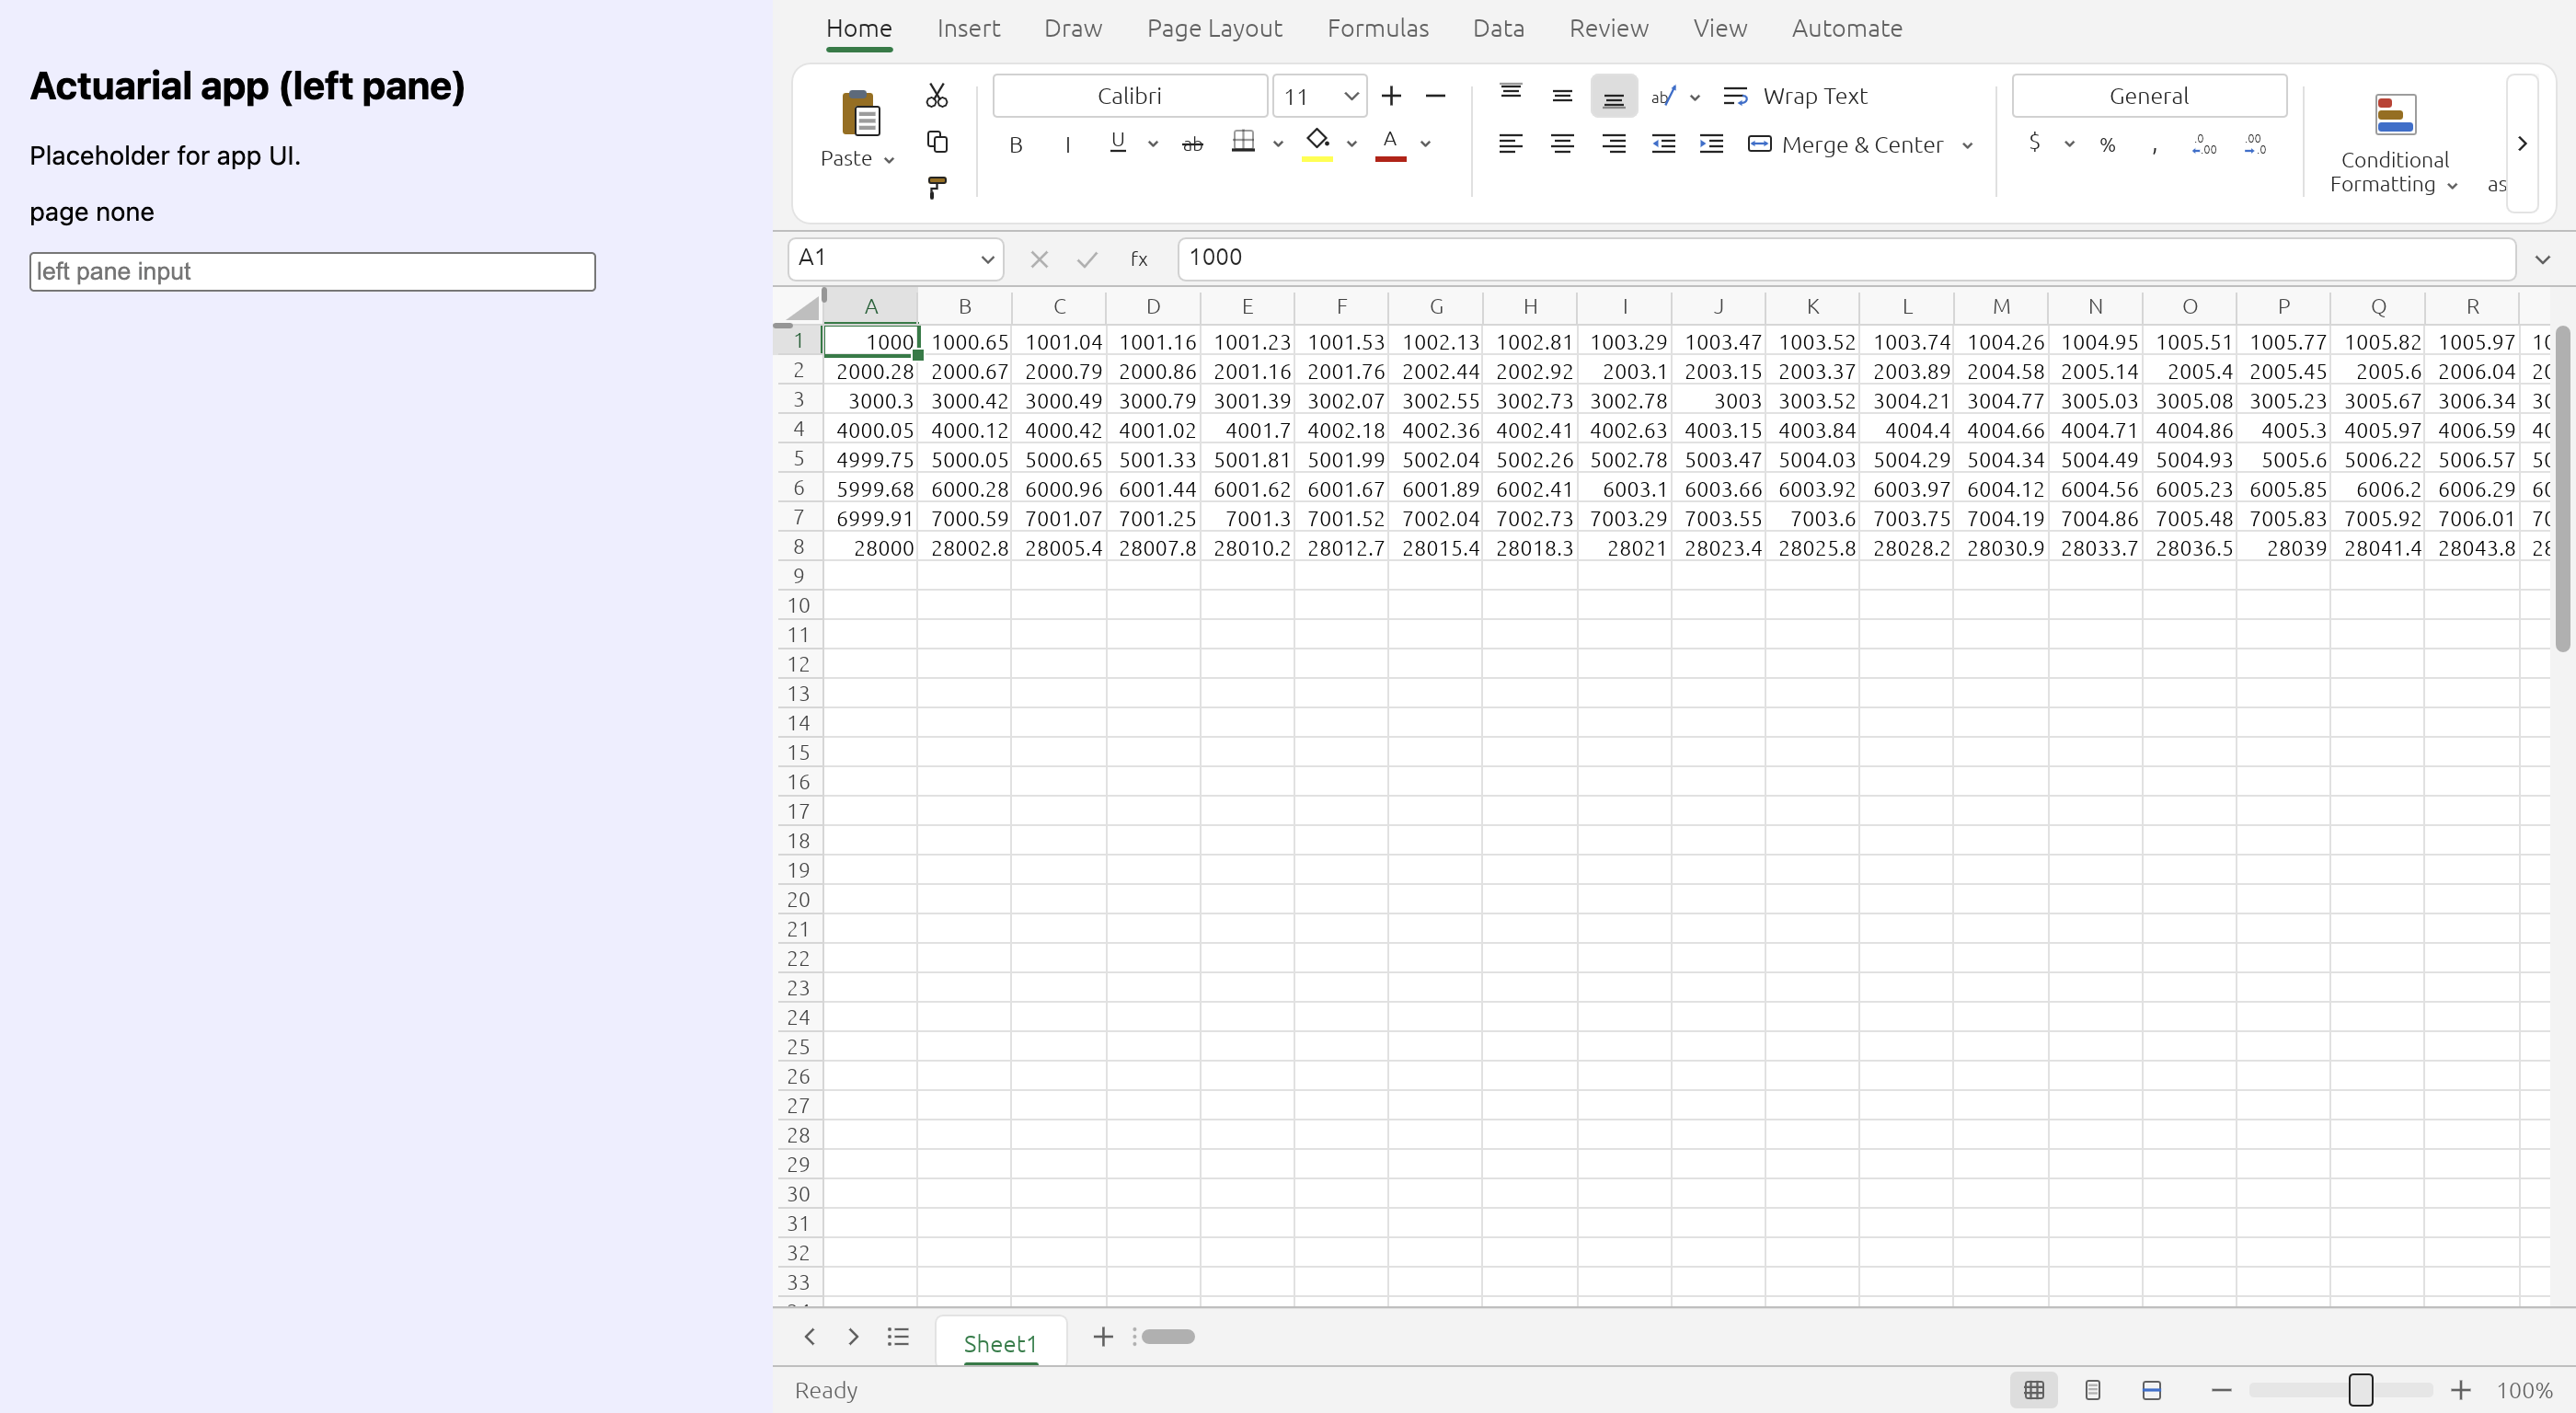 Actuarial app (left pane)
Placeholder for app UI.
page none
left pane input
Home Insert Draw Page Layout Formulas Data Review View Automate
Paste
Calibri 11
B I U ab A
ab Wrap Text
Merge & Center
General
$ % , .0 .00 .00 .0
Conditional
Formatting as
A1 fx 1000
A B C D E F G H I J K L M N O P Q R
1 1000 1000.65 1001.04 1001.16 1001.23 1001.53 1002.13 1002.81 1003.29 1003.47 1003.52 1003.74 1004.26 1004.95 1005.51 1005.77 1005.82 1005.97 10
2 2000.28 2000.67 2000.79 2000.86 2001.16 2001.76 2002.44 2002.92 2003.1 2003.15 2003.37 2003.89 2004.58 2005.14 2005.4 2005.45 2005.6 2006.04 20
3 3000.3 3000.42 3000.49 3000.79 3001.39 3002.07 3002.55 3002.73 3002.78 3003 3003.52 3004.21 3004.77 3005.03 3005.08 3005.23 3005.67 3006.34 30
4 4000.05 4000.12 4000.42 4001.02 4001.7 4002.18 4002.36 4002.41 4002.63 4003.15 4003.84 4004.4 4004.66 4004.71 4004.86 4005.3 4005.97 4006.59 40
5 4999.75 5000.05 5000.65 5001.33 5001.81 5001.99 5002.04 5002.26 5002.78 5003.47 5004.03 5004.29 5004.34 5004.49 5004.93 5005.6 5006.22 5006.57 50
6 5999.68 6000.28 6000.96 6001.44 6001.62 6001.67 6001.89 6002.41 6003.1 6003.66 6003.92 6003.97 6004.12 6004.56 6005.23 6005.85 6006.2 6006.29 60
7 6999.91 7000.59 7001.07 7001.25 7001.3 7001.52 7002.04 7002.73 7003.29 7003.55 7003.6 7003.75 7004.19 7004.86 7005.48 7005.83 7005.92 7006.01 70
8 28000 28002.8 28005.4 28007.8 28010.2 28012.7 28015.4 28018.3 28021 28023.4 28025.8 28028.2 28030.9 28033.7 28036.5 28039 28041.4 28043.8 28
9
10
11
12
13
14
15
16
17
18
19
20
21
22
23
24
25
26
27
28
29
30
31
32
33
Sheet1
Ready 100%